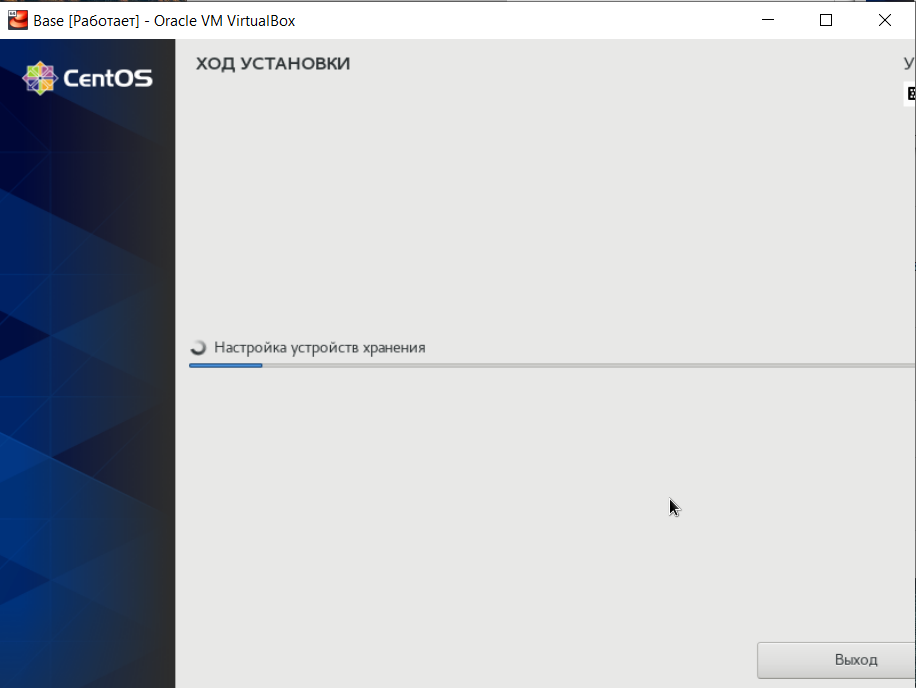 Base [Работает] - Oracle VM VirtualBox
CentOS
ХОД УСТАНОВКИ
У
Настройка устройств хранения
Выход